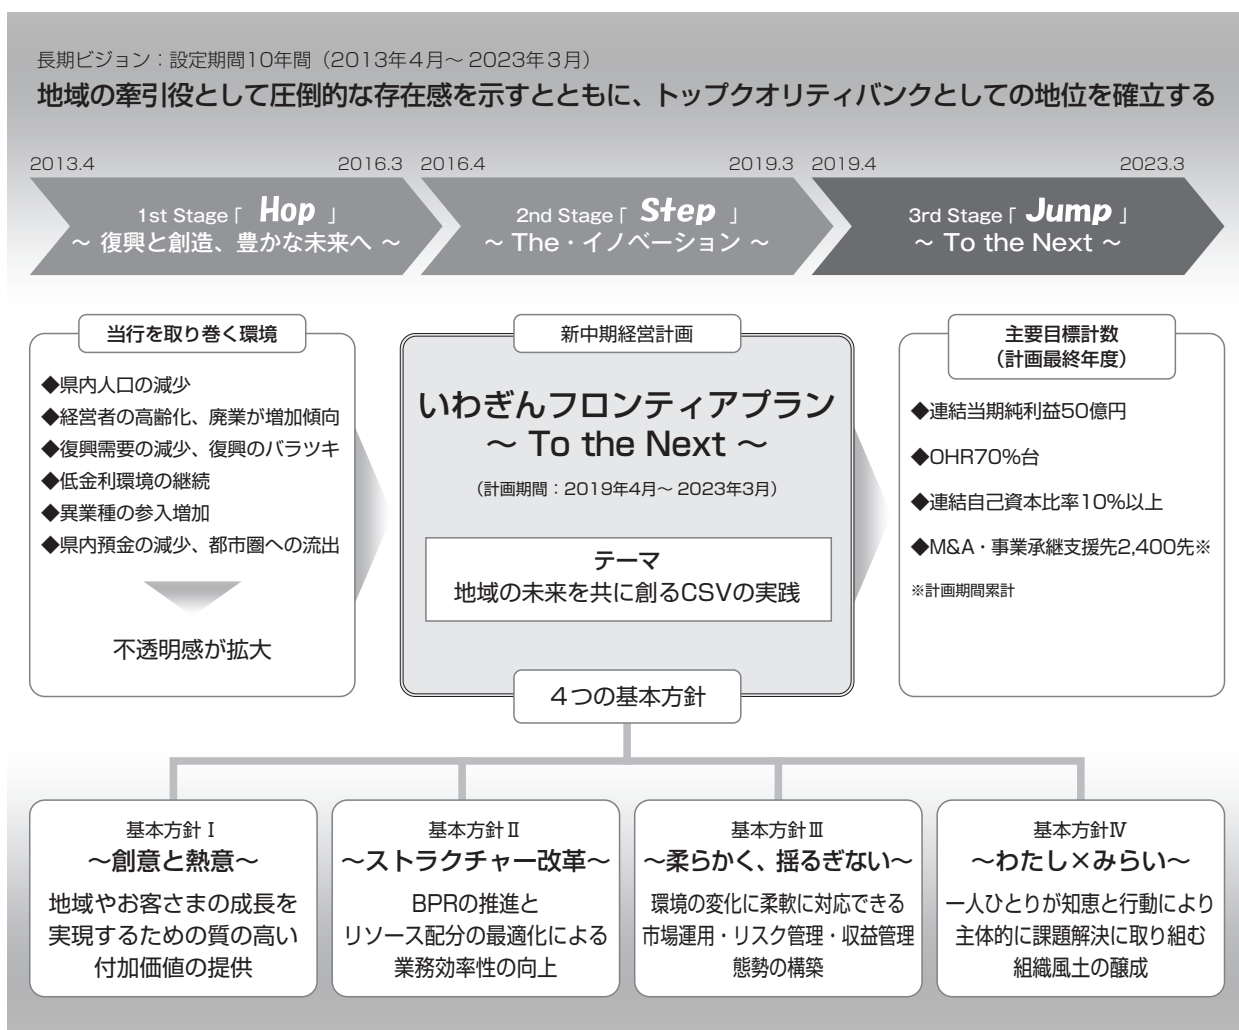 長期ビジョン：設定期間10年間（2013年４月～ 2023年３月）
地域の牽引役として圧倒的な存在感を示すとともに、トップクオリティバンクとしての地位を確立する
2013.4 2016.3 2016.4 2019.3 2019.4 2023.3
1st Stage「 Hop 」
～ 復興と創造、豊かな未来へ ～
2nd Stage「 Step 」
～ The・イノベーション ～
3rd Stage「 Jump 」
～ To the Next ～
当行を取り巻く環境
◆県内人口の減少
◆経営者の高齢化、廃業が増加傾向
◆復興需要の減少、復興のバラツキ
◆低金利環境の継続
◆異業種の参入増加
◆県内預金の減少、都市圏への流出
不透明感が拡大
新中期経営計画
いわぎんフロンティアプラン
～ To the Next ～
（計画期間：2019年4月～ 2023年3月）
テーマ
地域の未来を共に創るCSVの実践
４つの基本方針
主要目標計数
（計画最終年度）
◆連結当期純利益50億円
◆OHR70%台
◆連結自己資本比率10%以上
◆M&A・事業承継支援先2,400先※
※計画期間累計
基本方針Ⅰ
～創意と熱意～
地域やお客さまの成長を
実現するための質の高い
付加価値の提供
基本方針Ⅱ
～ストラクチャー改革～
BPRの推進と
リソース配分の最適化による
業務効率性の向上
基本方針Ⅲ
～柔らかく、揺るぎない～
環境の変化に柔軟に対応できる
市場運用・リスク管理・収益管理
態勢の構築
基本方針Ⅳ
～わたし×みらい～
一人ひとりが知恵と行動により
主体的に課題解決に取り組む
組織風土の醸成